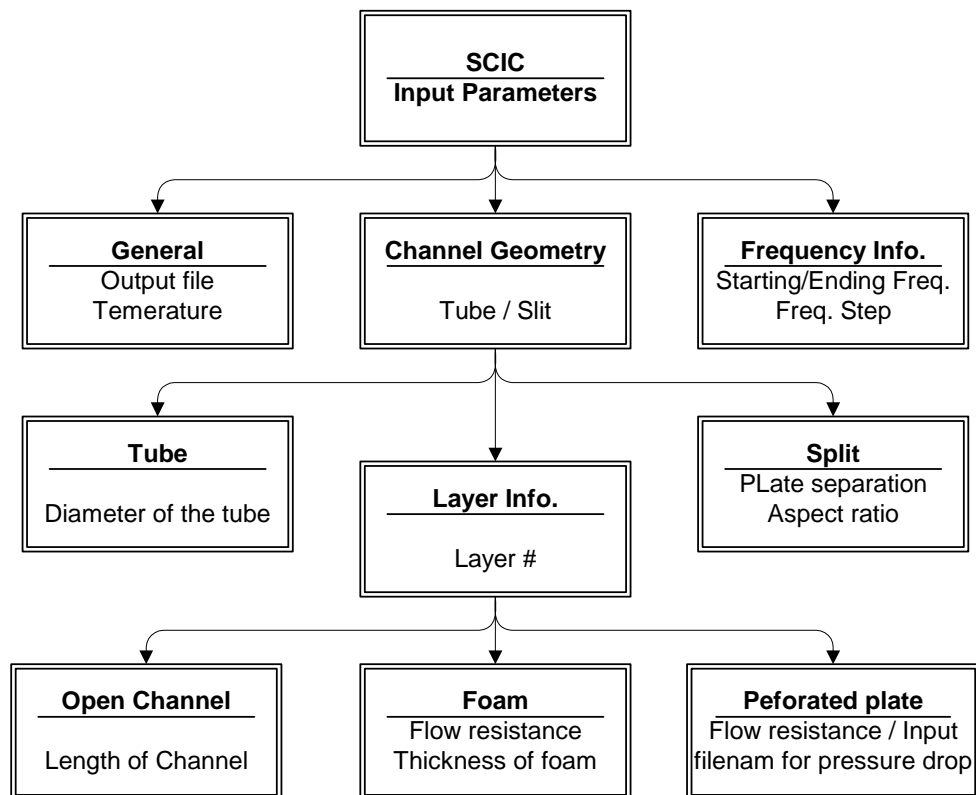 SCIC
Input Parameters
General
Output file
Temerature
Channel Geometry
Tube / Slit
Frequency Info.
Starting/Ending Freq.
Freq. Step
Tube
Diameter of the tube
Layer Info.
Layer #
Split
PLate separation
Aspect ratio
Open Channel
Length of Channel
Foam
Flow resistance
Thickness of foam
Peforated plate
Flow resistance / Input
filenam for pressure drop